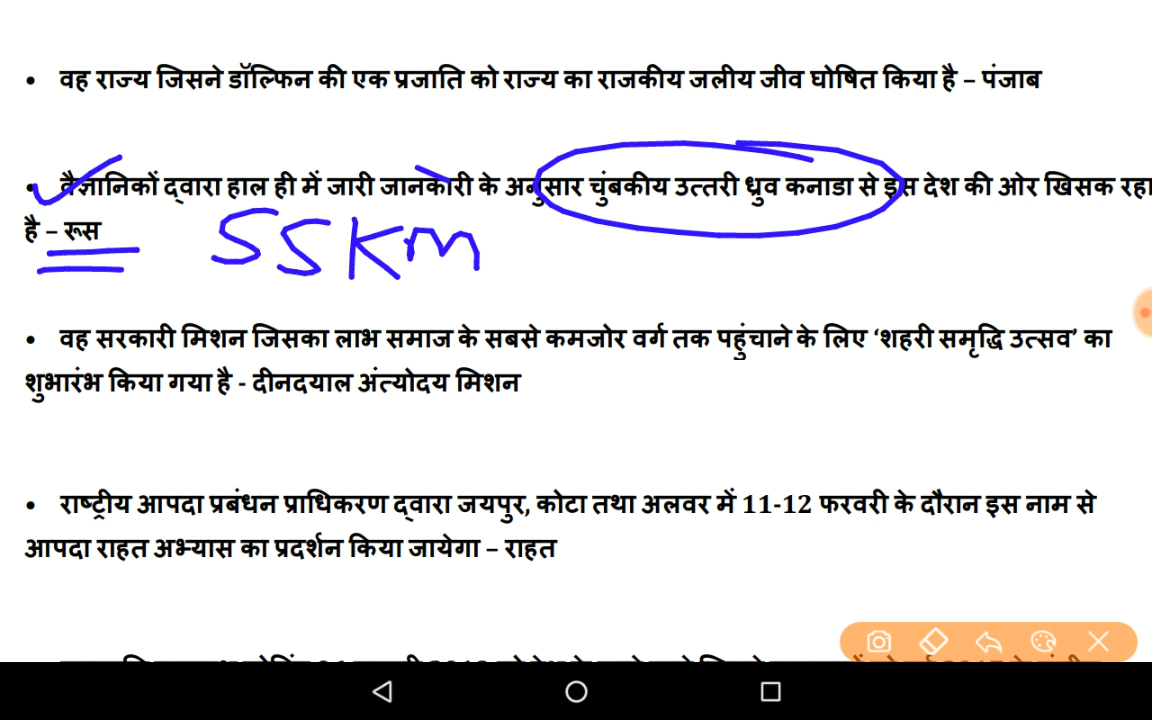 • वह राज्य जिसने डॉल्फिन की एक प्रजाति को राज्य का राजकीय जलीय जीव घोषित किया है – पंजाब
• वैज्ञानिकों द्वारा हाल ही में जारी जानकारी के अनुसार चुंबकीय उत्तरी ध्रुव कनाडा से इस देश की ओर खिसक रहा
है – रूस
SSKM
• वह सरकारी मिशन जिसका लाभ समाज के सबसे कमजोर वर्ग तक पहुंचाने के लिए ‘शहरी समृद्धि उत्सव’ का
शुभारंभ किया गया है - दीनदयाल अंत्योदय मिशन
• राष्ट्रीय आपदा प्रबंधन प्राधिकरण द्वारा जयपुर, कोटा तथा अलवर में 11-12 फरवरी के दौरान इस नाम से
आपदा राहत अभ्यास का प्रदर्शन किया जायेगा – राहत